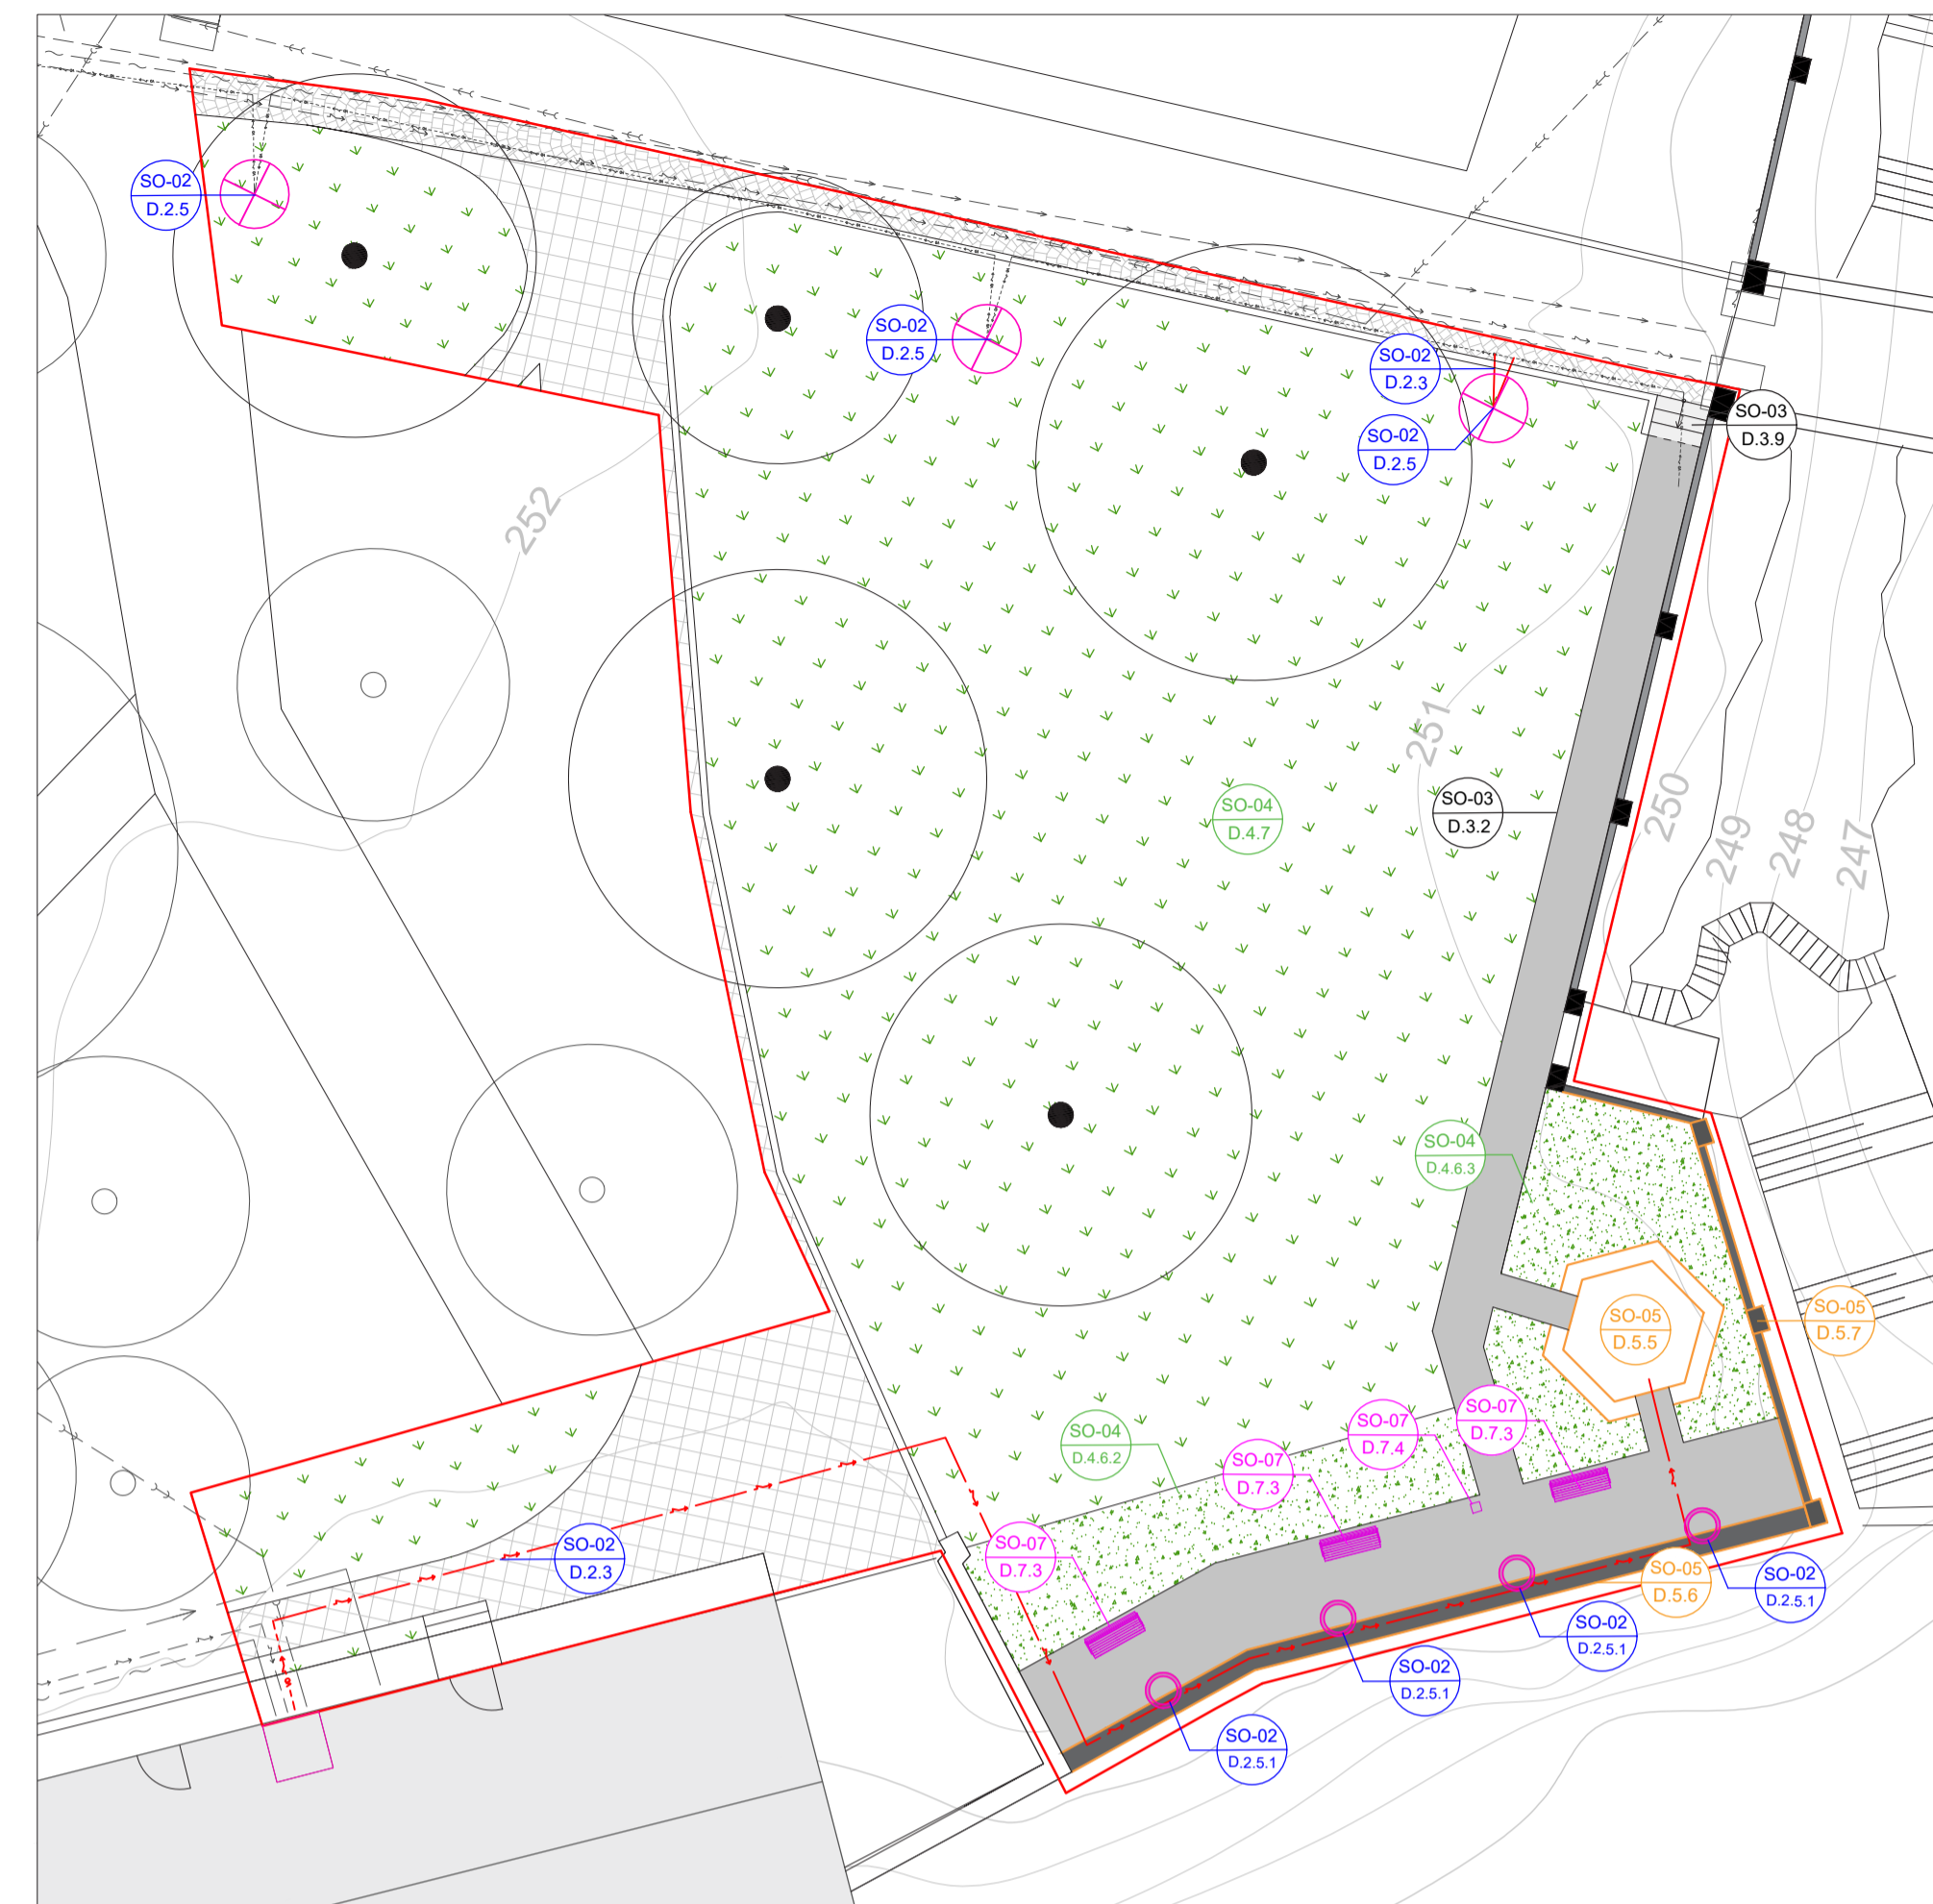 SO-02
D.2.5
SO-02
D.2.5
SO-02
D.2.3
SO-03
D.3.9
SO-02
D.2.5
252
251
250
249
248
247
SO-04
D.4.7
SO-03
D.3.2
SO-04
D.4.6.3
SO-05
D.5.5
SO-05
D.5.7
SO-07
D.7.3
SO-07
D.7.4
SO-04
D.4.6.2
SO-07
D.7.3
SO-07
D.7.3
SO-02
D.2.3
SO-05
D.5.6
SO-02
D.2.5.1
SO-02
D.2.5.1
SO-02
D.2.5.1
SO-02
D.2.5.1